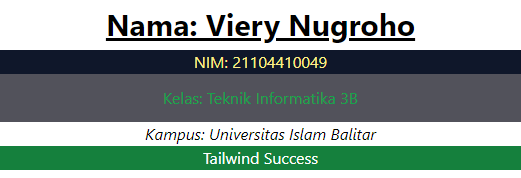 Nama: Viery Nugroho
NIM: 21104410049
Kelas: Teknik Informatika 3B
Kampus: Universitas Islam Balitar
Tailwind Success